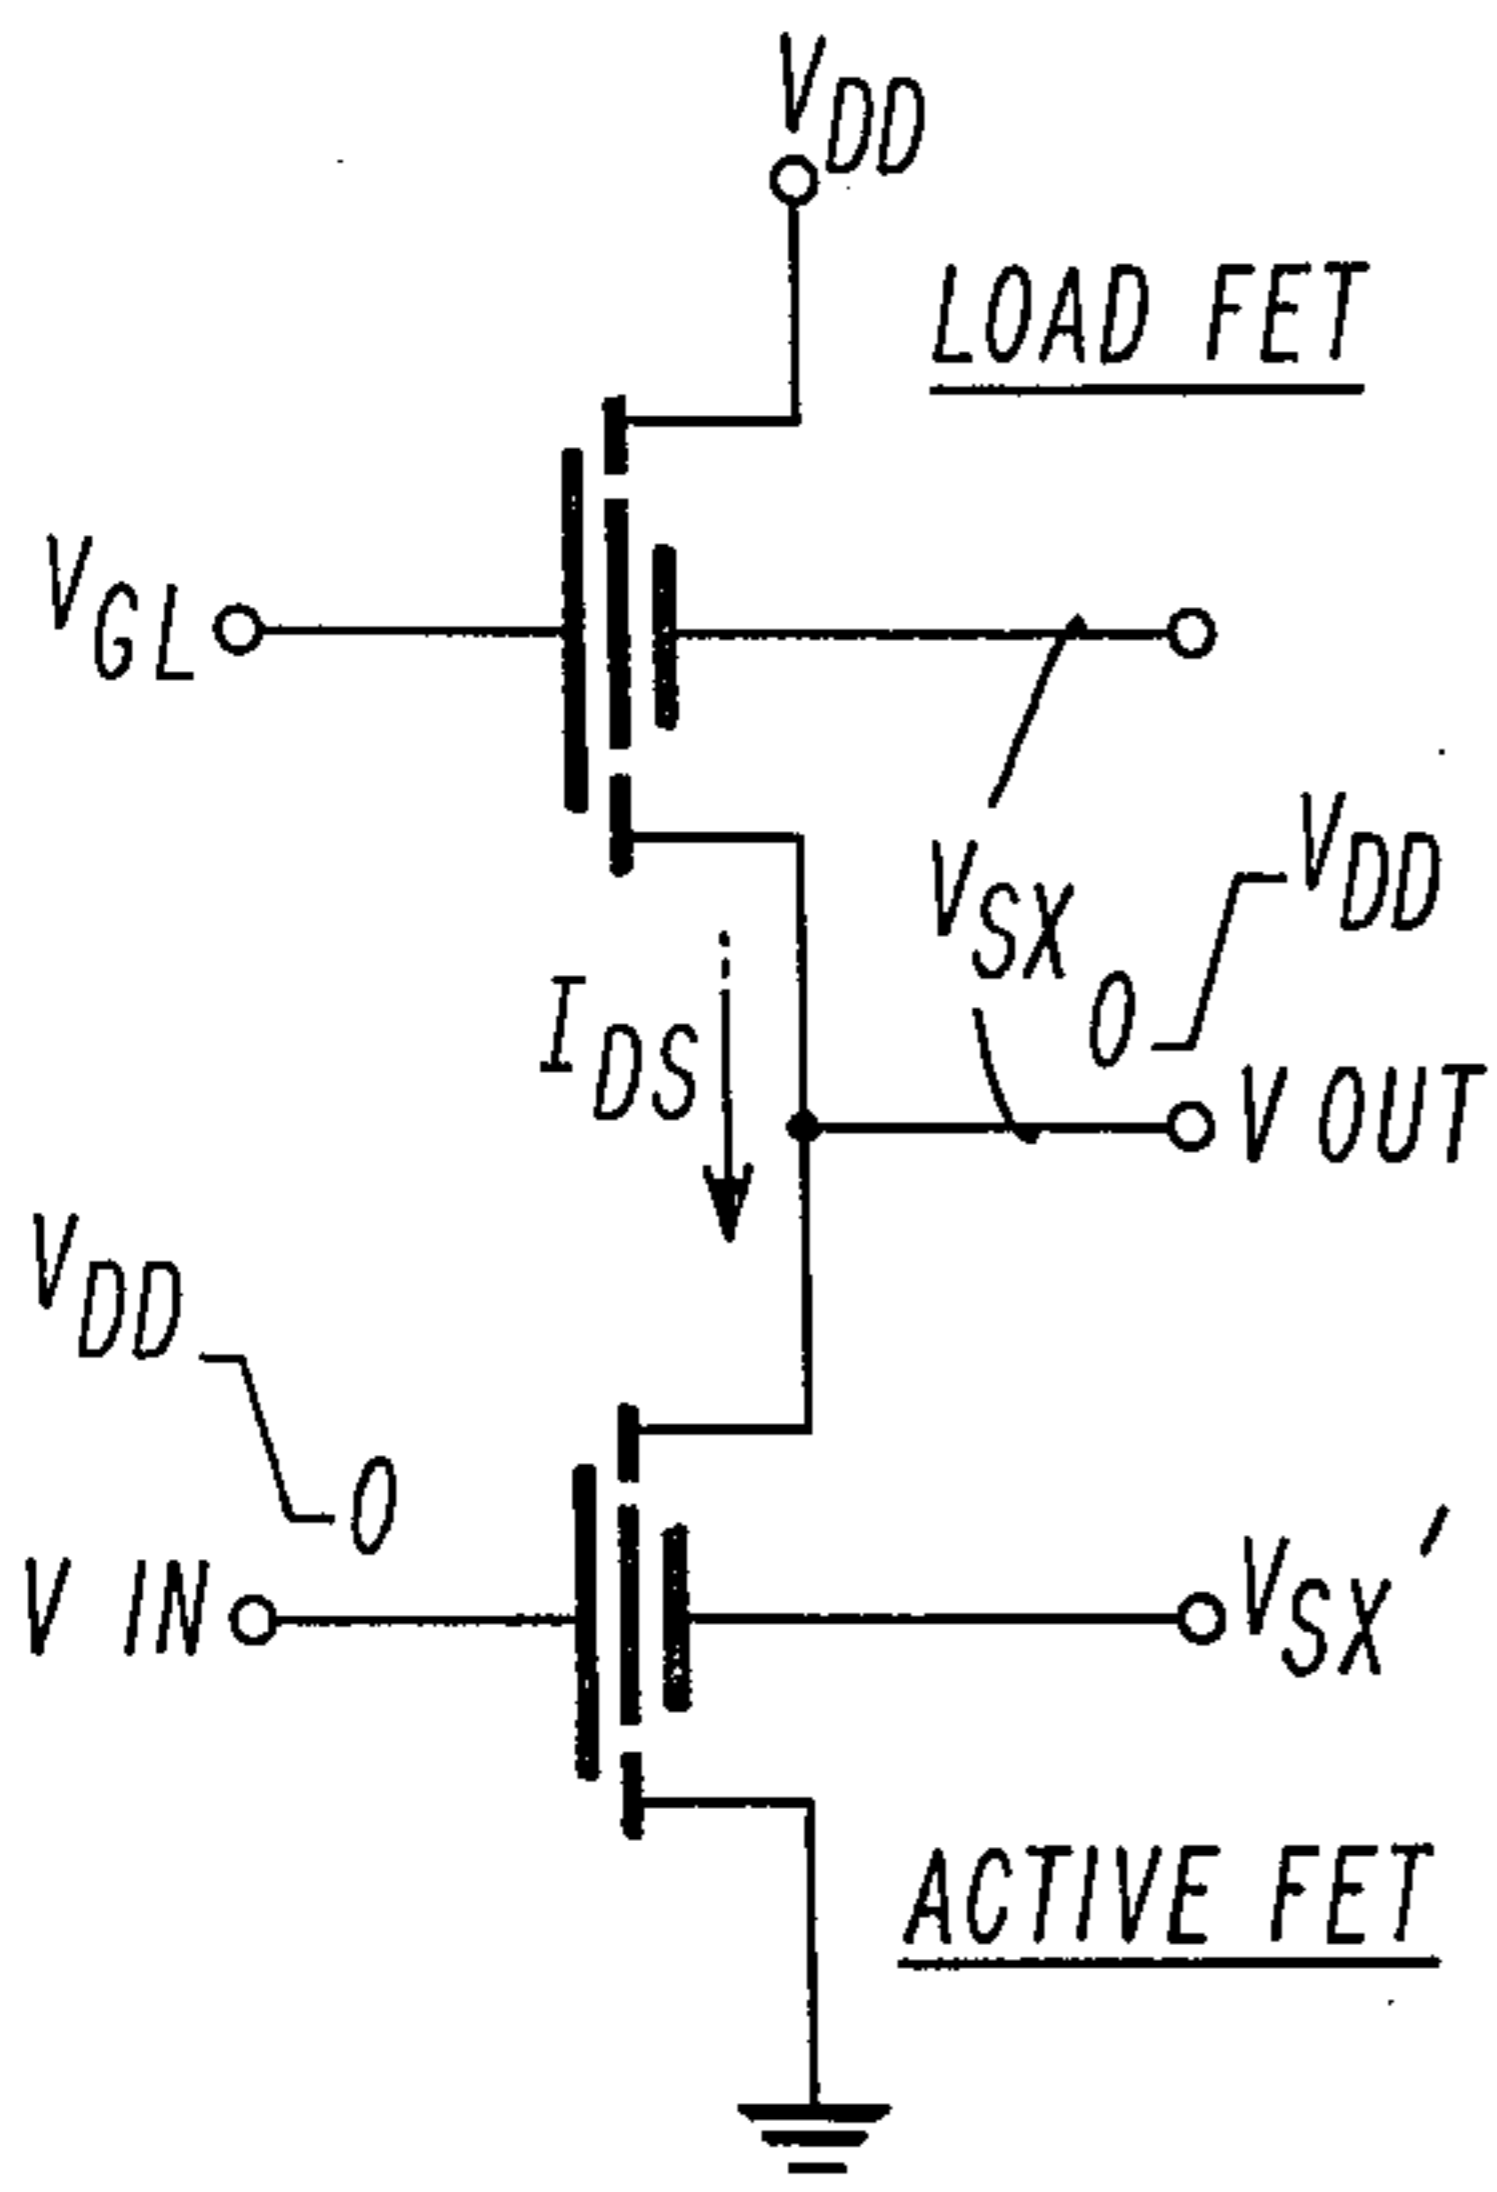 VDD
LOAD FET
VGL
VDD
VSX
0
IDS
V OUT
VDD
0
V IN
VSX'
ACTIVE FET